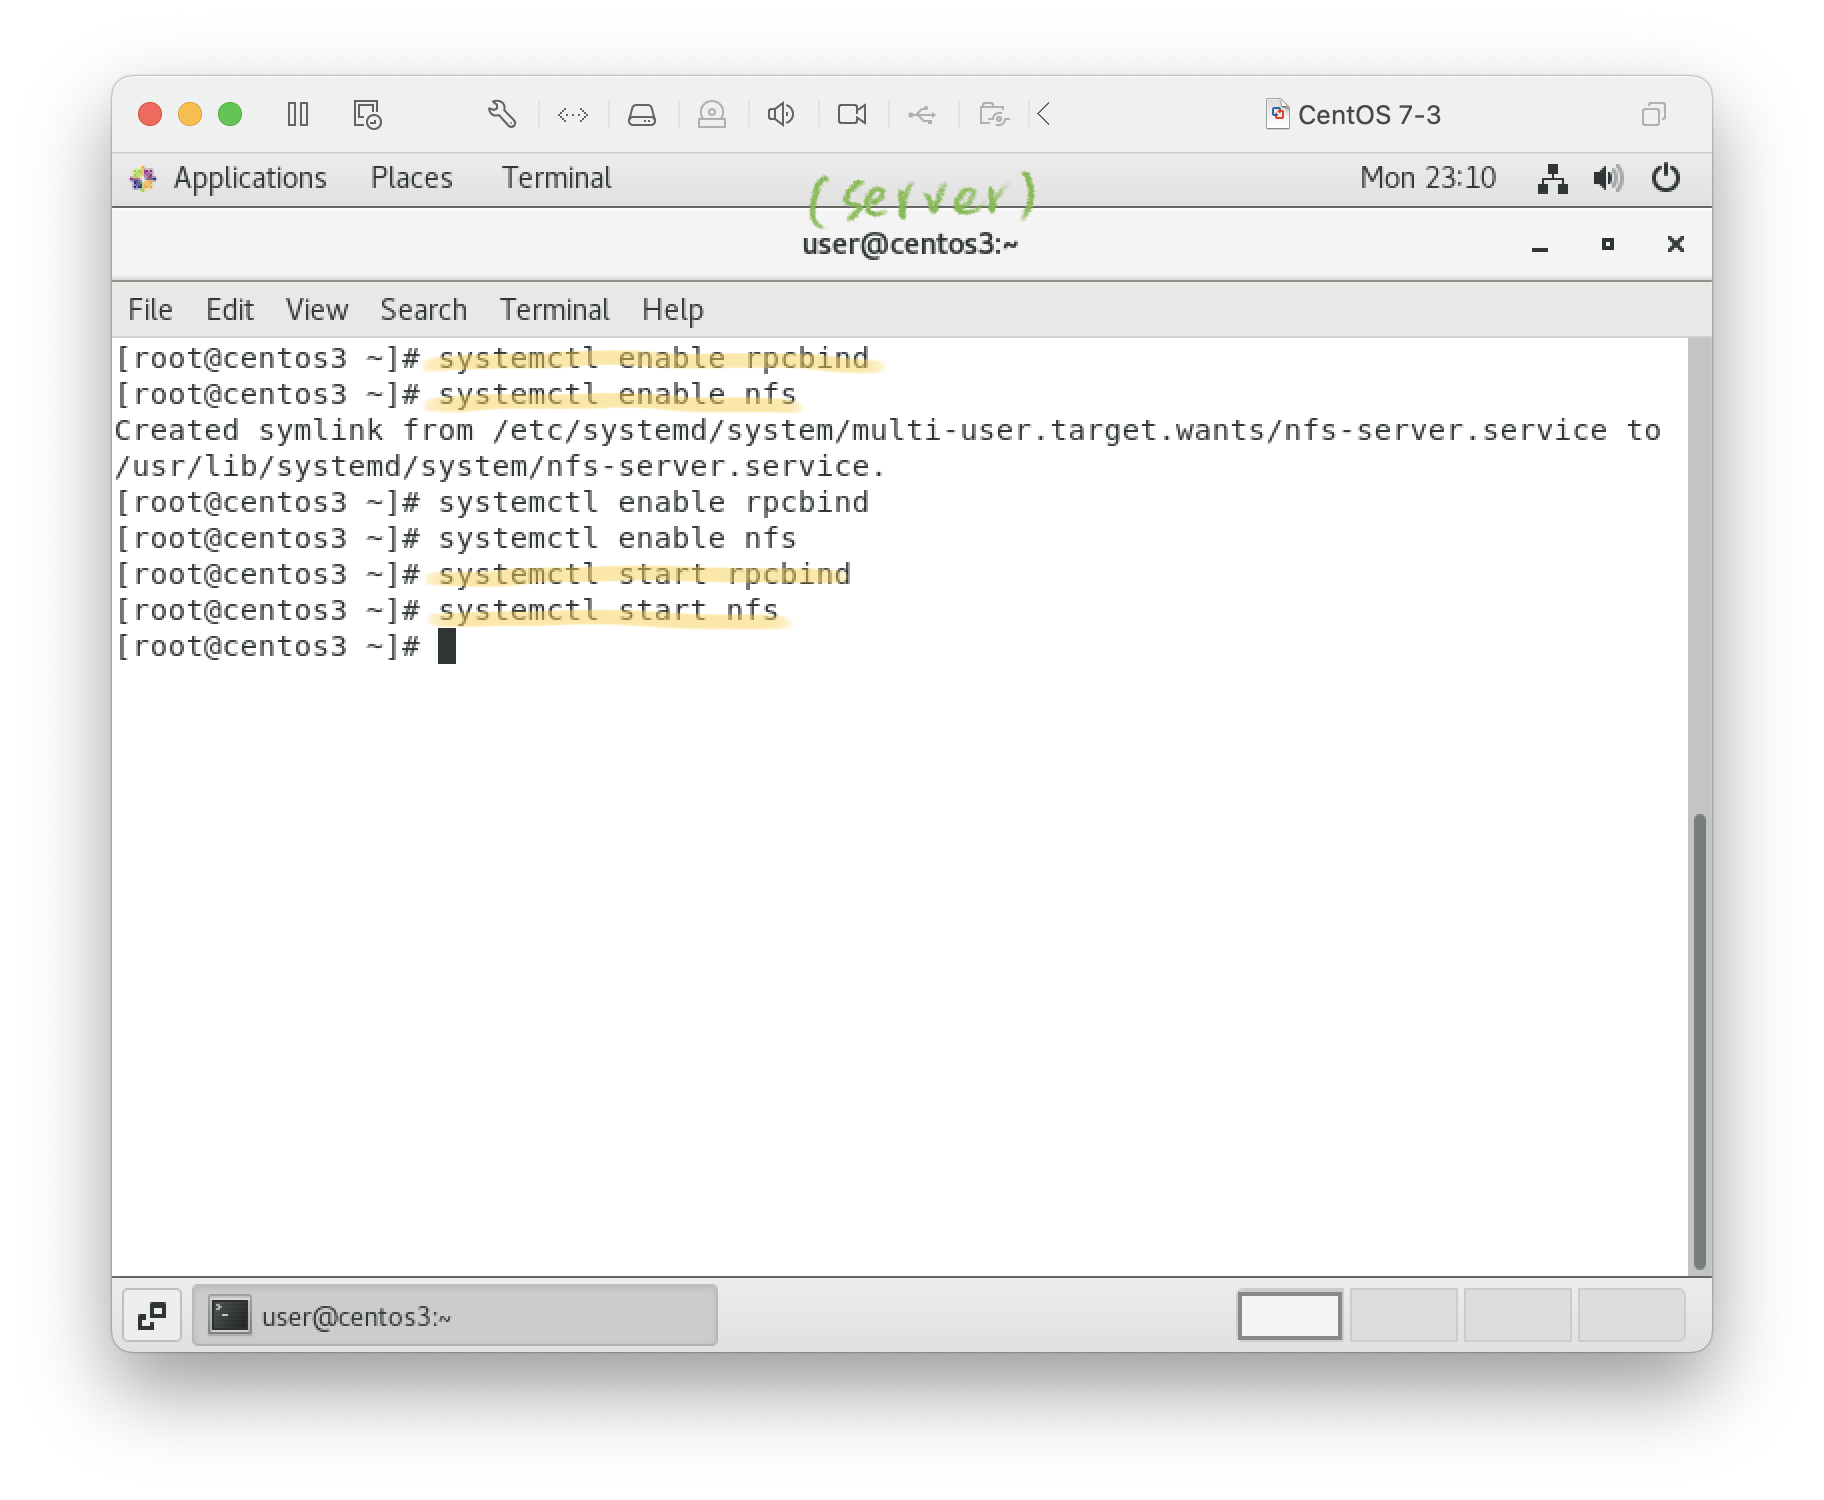 CentOS 7-3
Applications Places Terminal Mon 23:10
(server)
user@centos3:~
File Edit View Search Terminal Help
[root@centos3 ~]# systemctl enable rpcbind
[root@centos3 ~]# systemctl enable nfs
Created symlink from /etc/systemd/system/multi-user.target.wants/nfs-server.service to
/usr/lib/systemd/system/nfs-server.service.
[root@centos3 ~]# systemctl enable rpcbind
[root@centos3 ~]# systemctl enable nfs
[root@centos3 ~]# systemctl start rpcbind
[root@centos3 ~]# systemctl start nfs
[root@centos3 ~]#
user@centos3:~